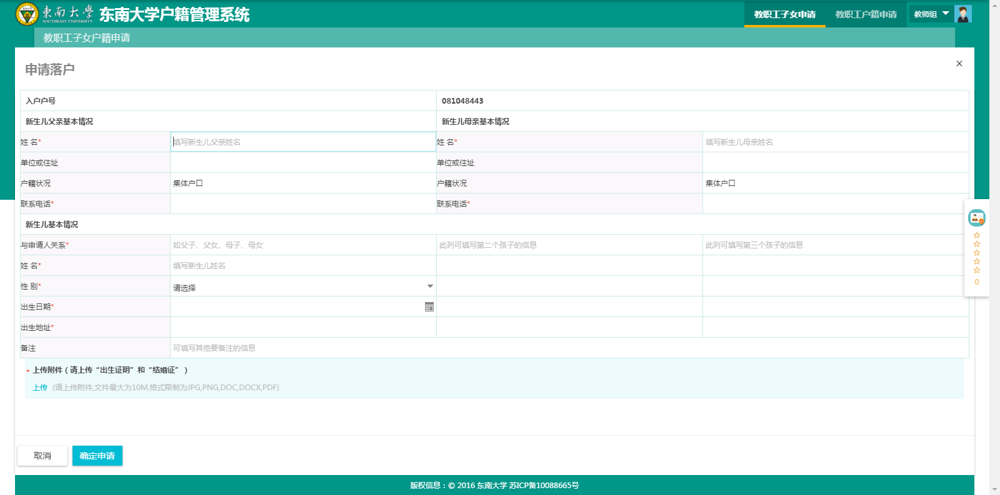 東南大學 东南大学户籍管理系统 教职工子女申请 教职工户籍申请 教师组
SOUTHEAST UNIVERSITY
教职工子女户籍申请
申请落户 ×
入户户号 081048443
新生儿父亲基本情况 新生儿母亲基本情况
姓 名* 填写新生儿父亲姓名 姓 名* 填写新生儿母亲姓名
单位或住址 单位或住址
户籍状况 集体户口 户籍状况 集体户口
联系电话* 联系电话*
新生儿基本情况
与申请人关系* 如父子、父女、母子、母女 此列可填写第二个孩子的信息 此列可填写第三个孩子的信息
姓 名* 填写新生儿姓名
性 别* 请选择
0
出生日期*
出生地址*
备注 可填写其他要备注的信息
* 上传附件（请上传“出生证明”和“结婚证”）
上传 (请上传附件,文件最大为10M,格式限制为JPG,PNG,DOC,DOCX,PDF)
取消 确定申请
版权信息：© 2016 东南大学 苏ICP备10088665号